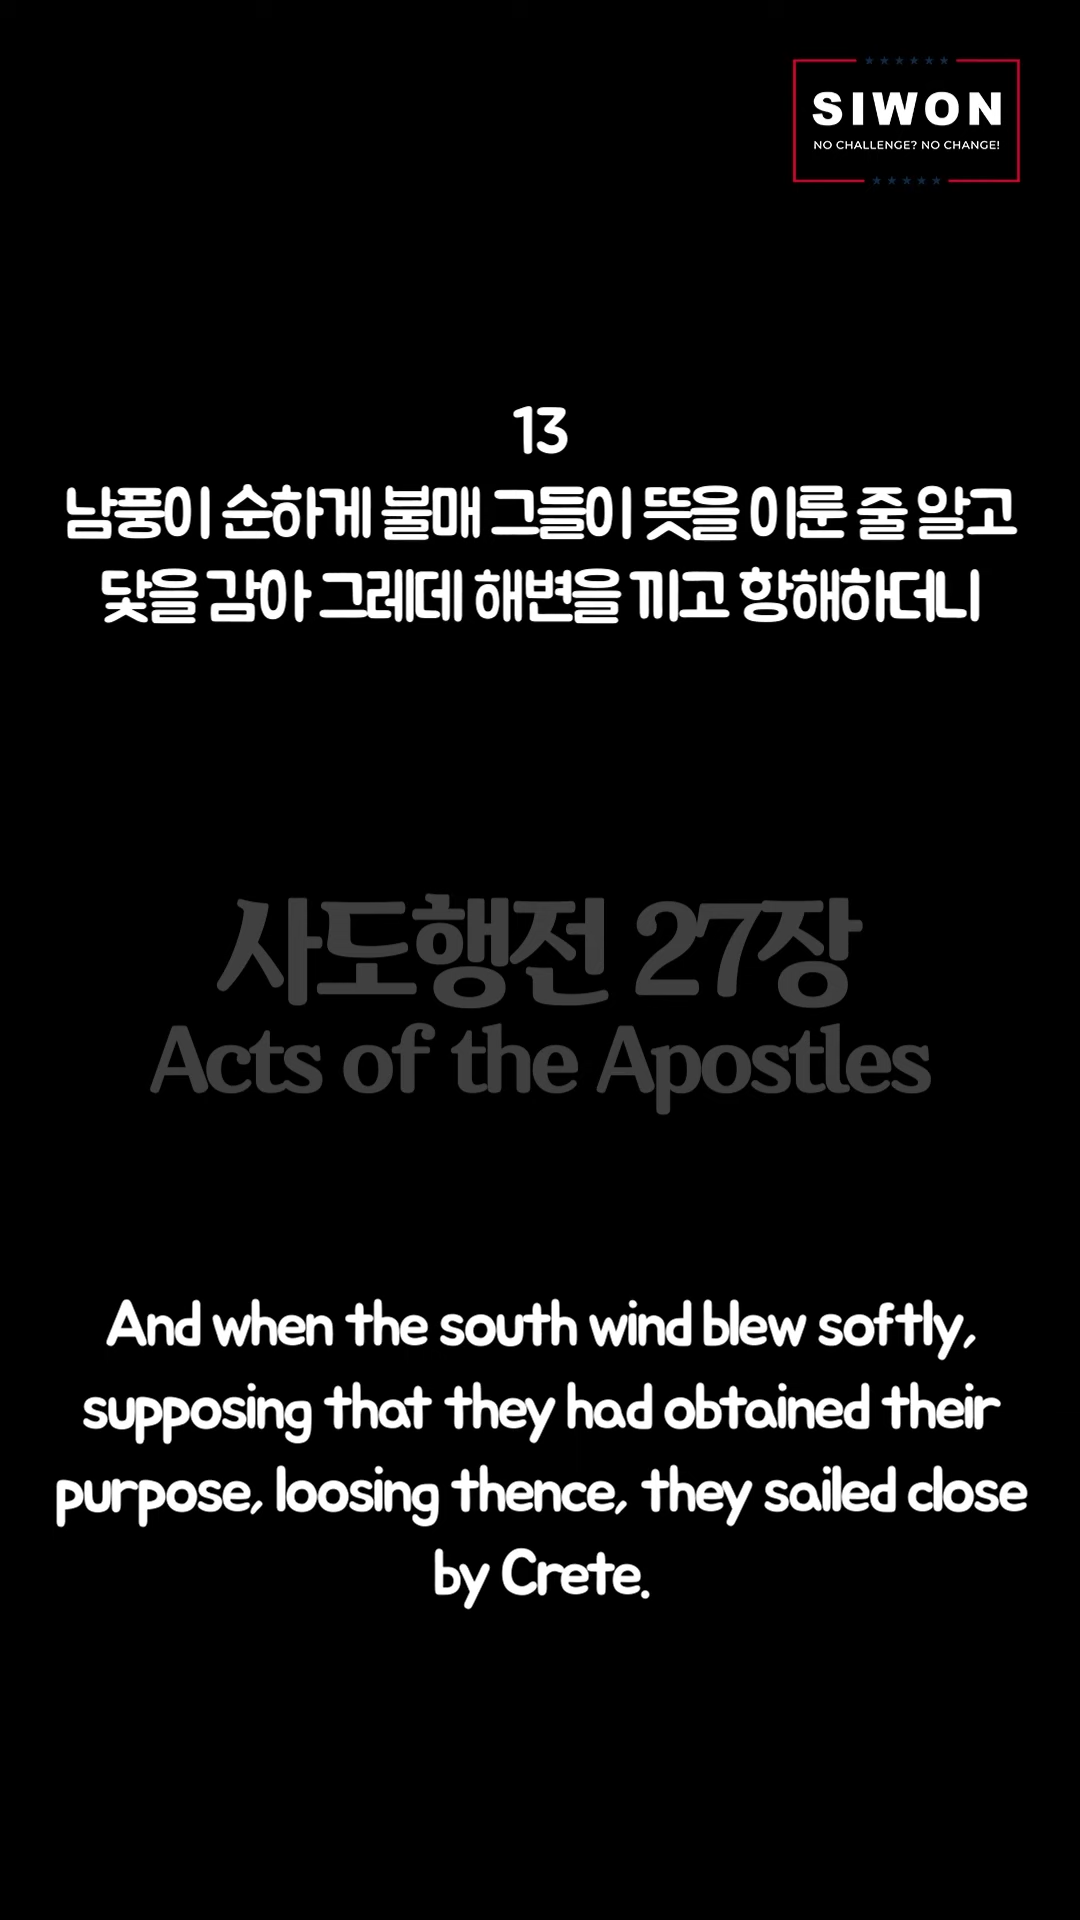 SIWON
NO CHALLENGE? NO CHANGE!
13
남풍이 순하게 불매 그들이 뜻을 이룬 줄 알고
닻을 감아 그레데 해변을 끼고 항해하더니
사도행전 27장
Acts of the Apostles
And when the south wind blew softly,
supposing that they had obtained their
purpose, loosing thence, they sailed close
by Crete.